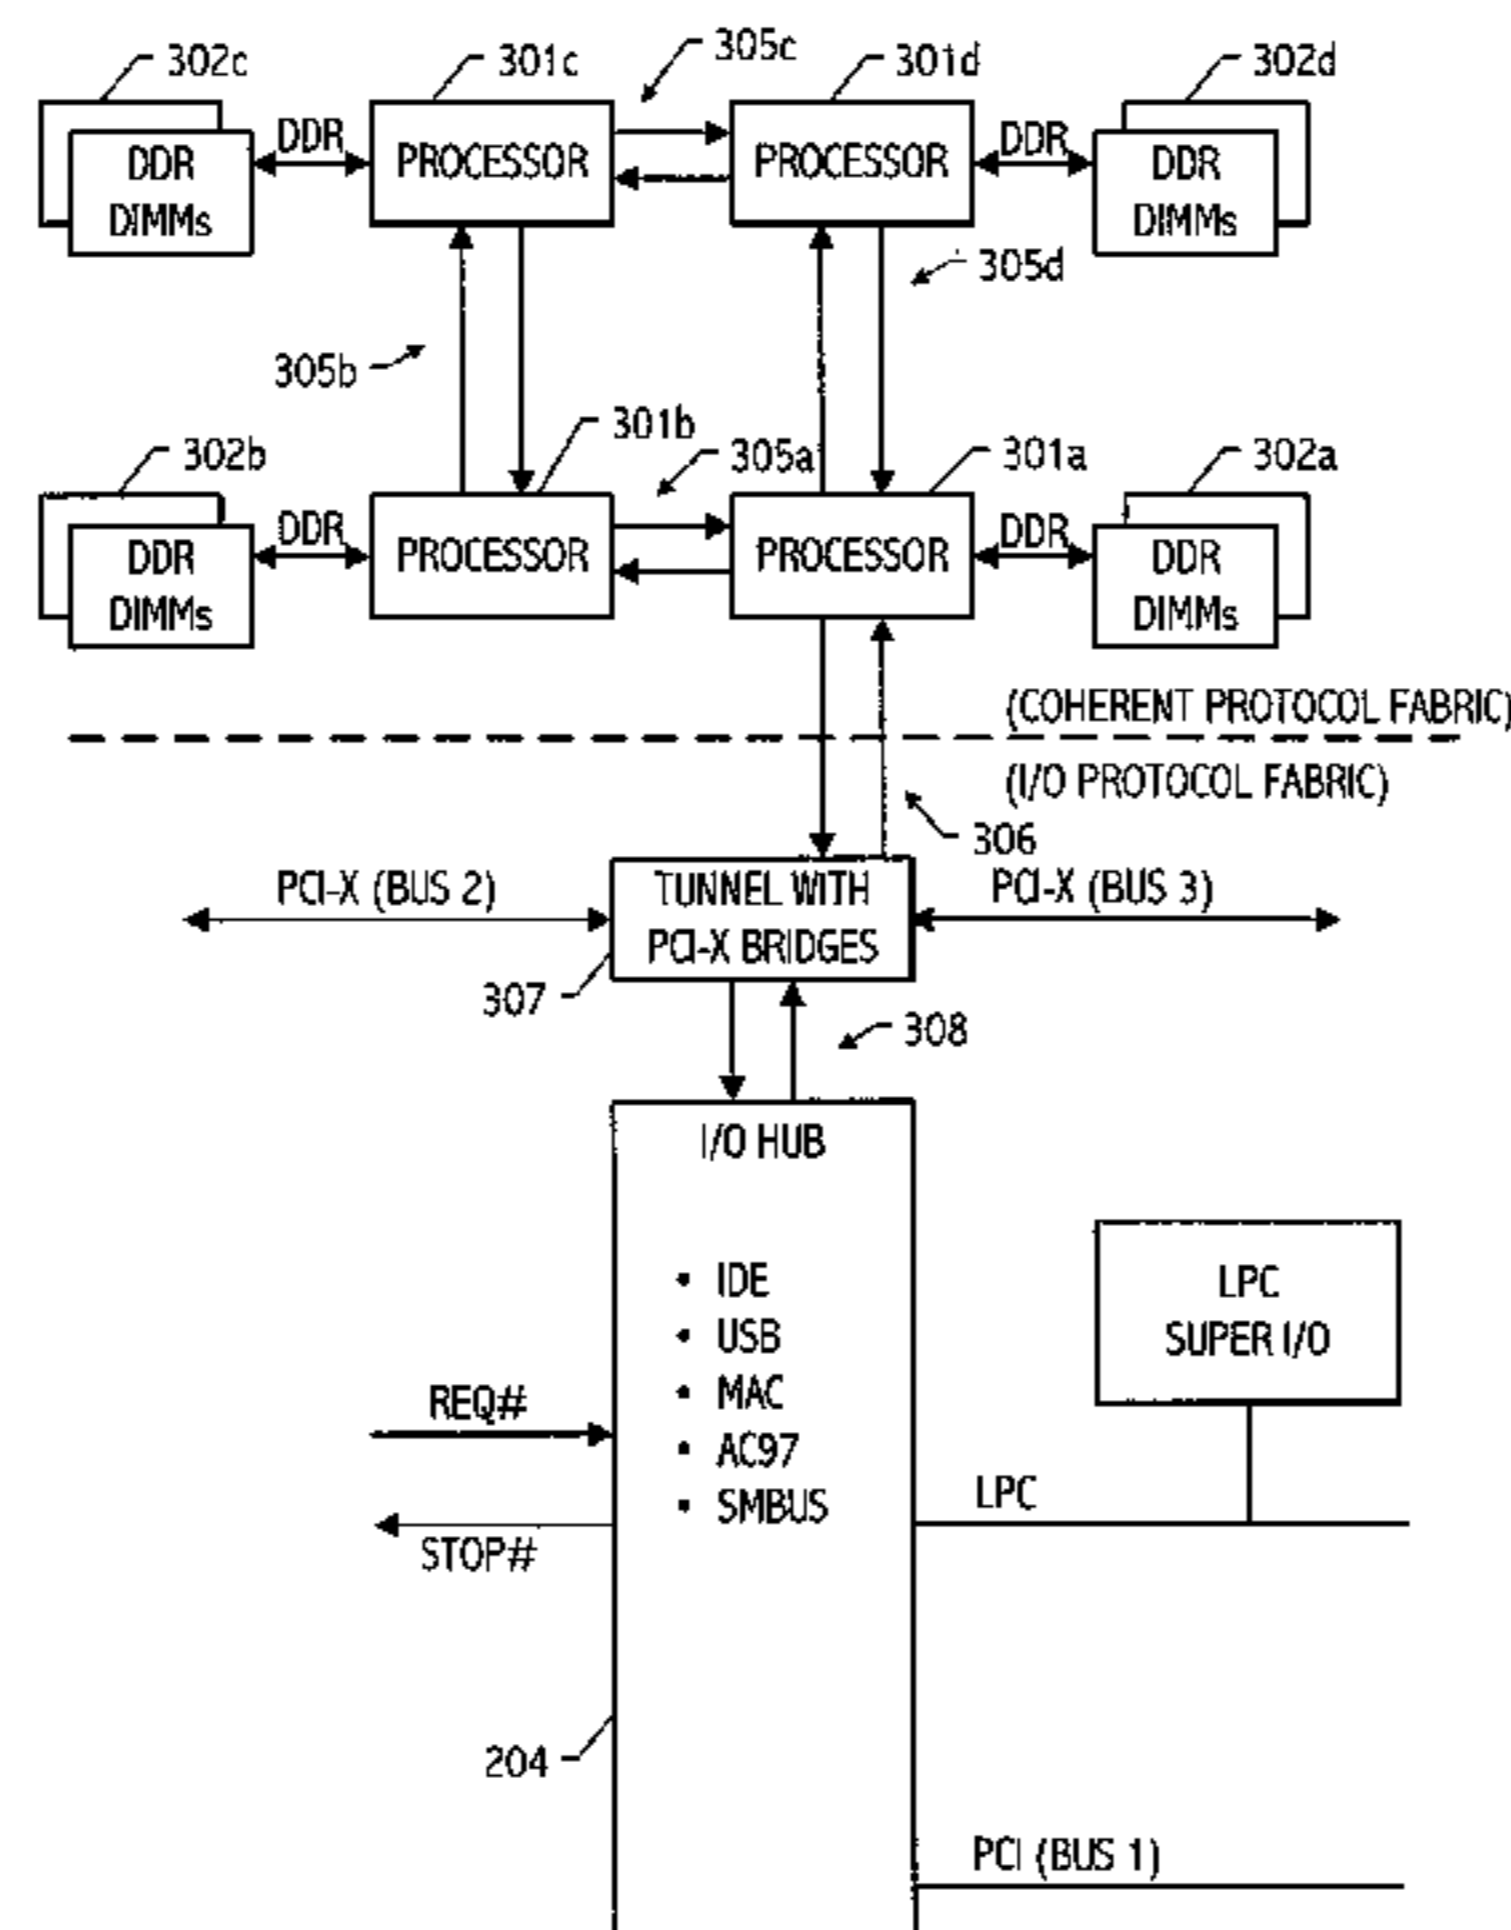 302c
301c
305c
301d
302d
DDR
DIMMs
DDR
PROCESSOR
PROCESSOR
DDR
DDR
DIMMs
305d
305b
302b
301b
305a
301a
302a
DDR
DIMMs
DDR
PROCESSOR
PROCESSOR
DDR
DDR
DIMMs
(COHERENT PROTOCOL FABRIC)
(I/O PROTOCOL FABRIC)
306
PCI-X (BUS 2)
TUNNEL WITH
PCI-X BRIDGES
PCI-X (BUS 3)
307
308
I/O HUB
• IDE
• USB
• MAC
• AC97
• SMBUS
LPC
SUPER I/O
REQ#
STOP#
LPC
204
PCI (BUS 1)